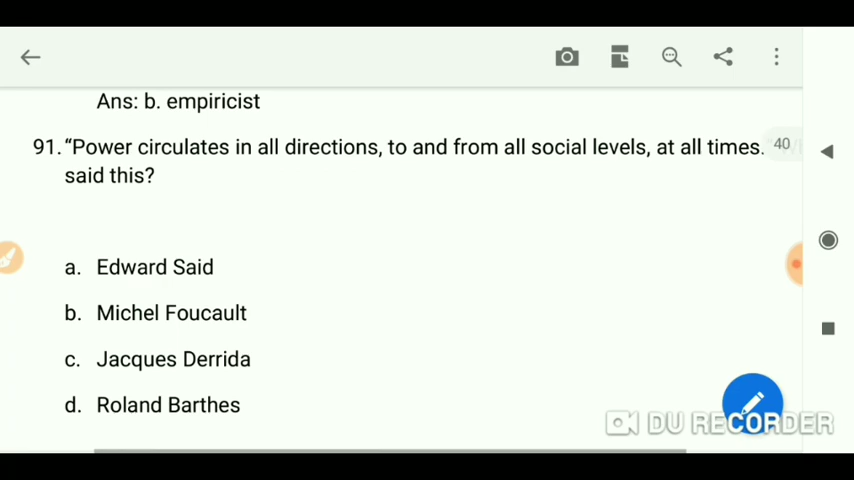 Ans: b. empiricist
91. “Power circulates in all directions, to and from all social levels, at all times.
40
said this?
a. Edward Said
b. Michel Foucault
c. Jacques Derrida
d. Roland Barthes
DU RECORDER